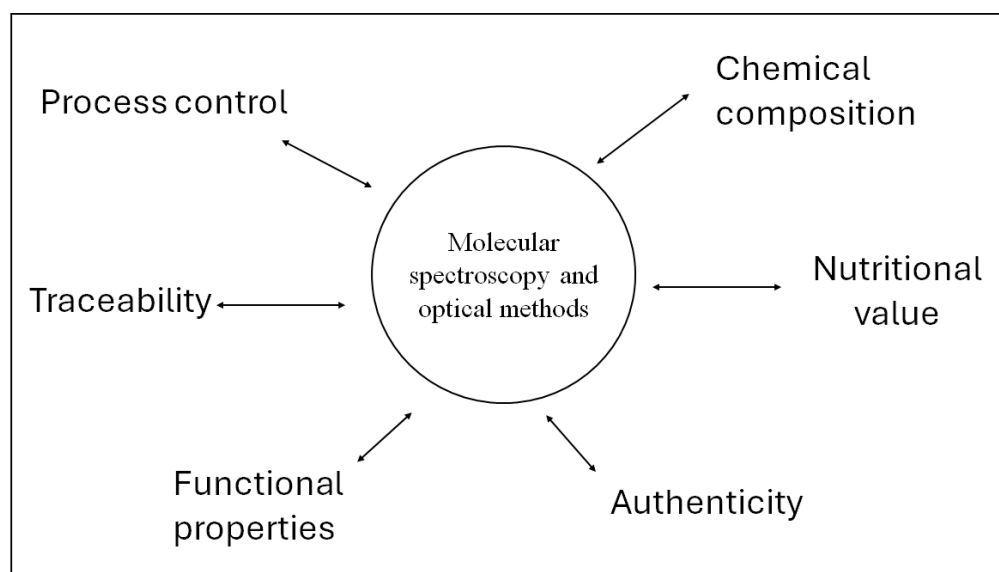 Process control
Chemical
composition
Molecular
spectroscopy and
optical methods
Traceability
Nutritional
value
Functional
properties
Authenticity